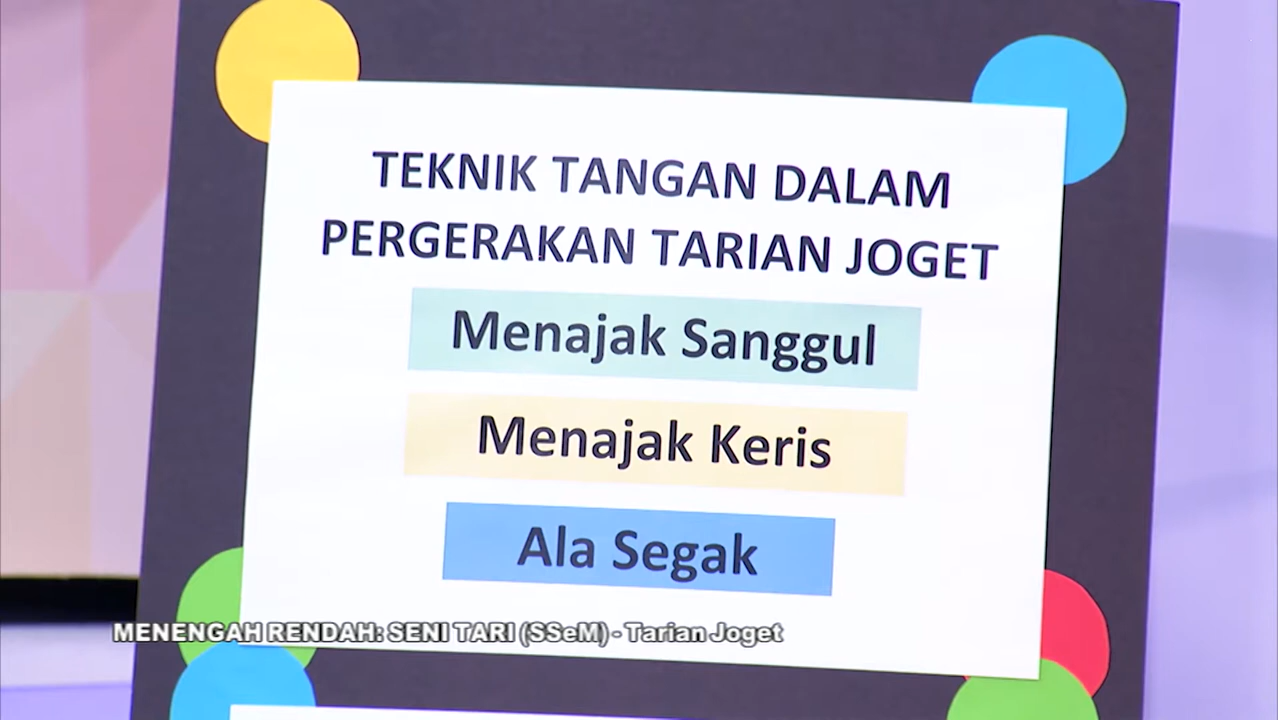 TEKNIK TANGAN DALAM
PERGERAKAN TARIAN JOGET
Menajak Sanggul
Menajak Keris
Ala Segak
MENENGAH RENDAH: SENI TARI (SSeM) - Tarian Joget